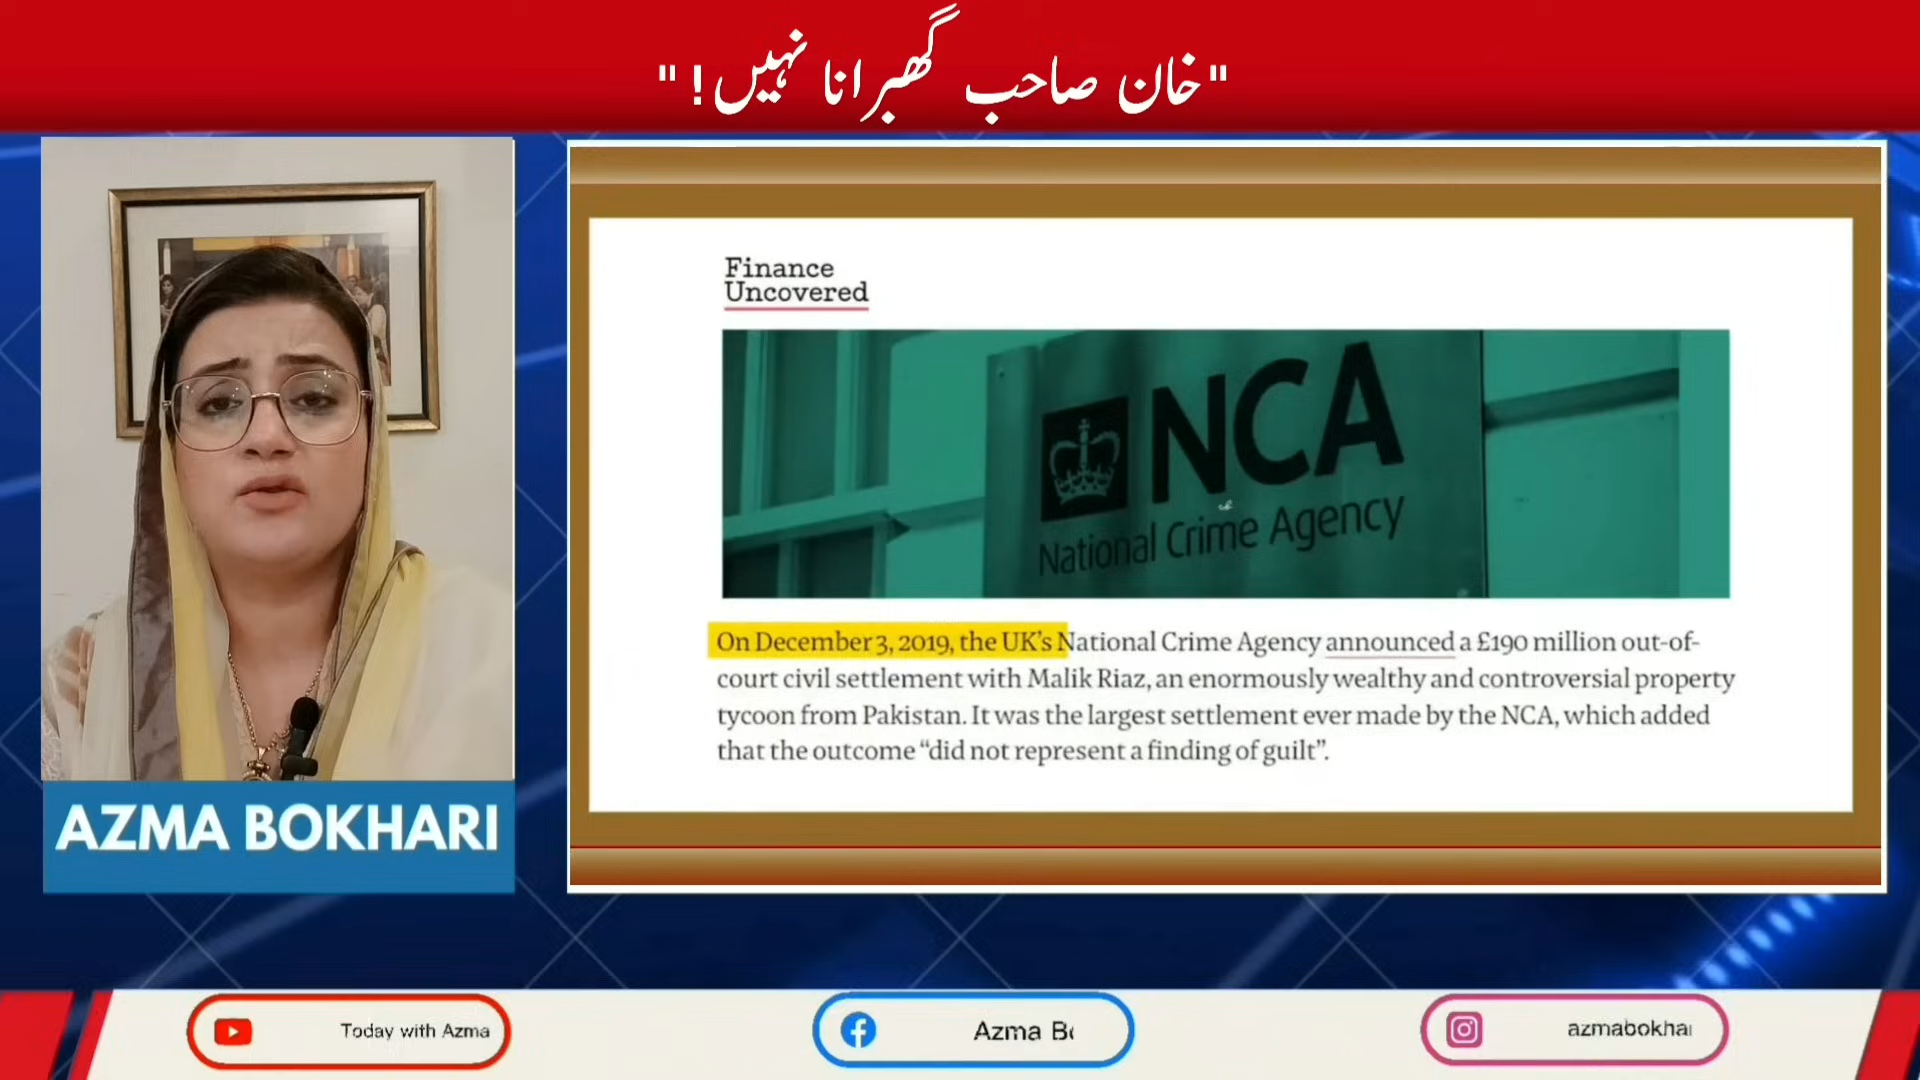 "خان صاحب گھبرانا نہیں!"
Finance
Uncovered
NCA
National Crime Agency
On December 3, 2019, the UK's National Crime Agency announced a £190 million out-of-
court civil settlement with Malik Riaz, an enormously wealthy and controversial property
tycoon from Pakistan. It was the largest settlement ever made by the NCA, which added
that the outcome “did not represent a finding of guilt”.
AZMA BOKHARI
Today with Azma
Azma Bo
azmabokhar